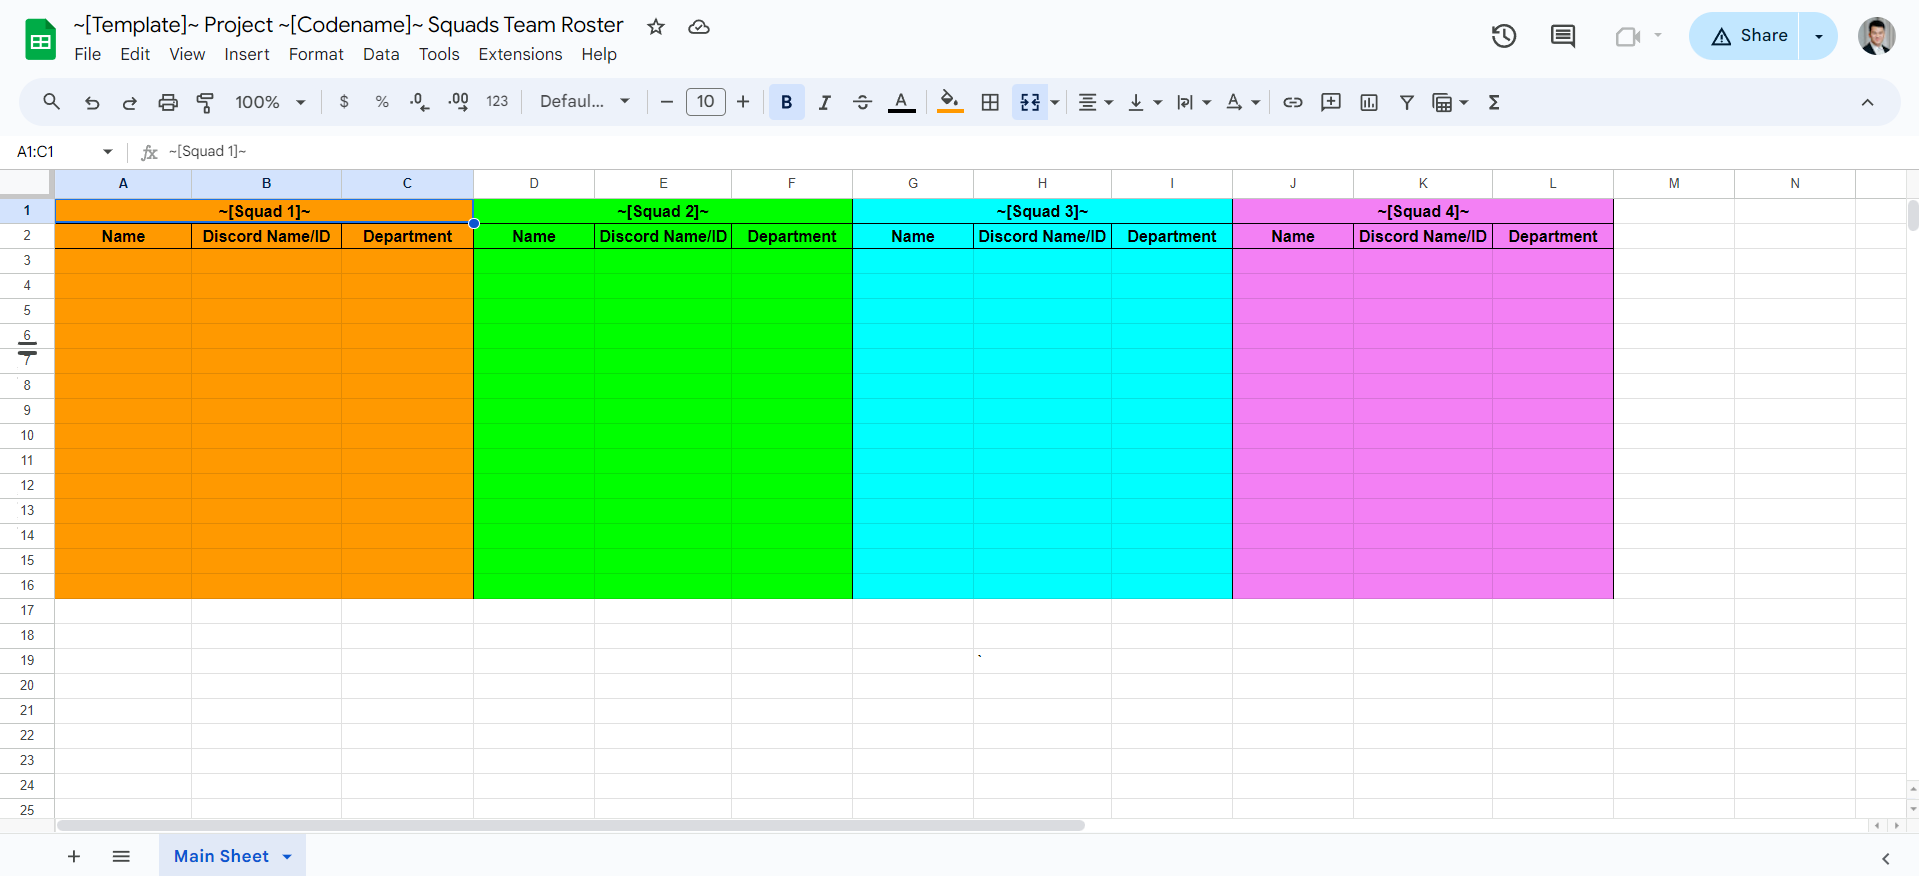 ~[Template]~ Project ~[Codename]~ Squads Team Roster
File Edit View Insert Format Data Tools Extensions Help
Share
100% $ % .0 .00 123 Defaul... 10 B I A A Σ
A1:C1 fx ~[Squad 1]~
A B C D E F G H I J K L M N
1 ~[Squad 1]~ ~[Squad 2]~ ~[Squad 3]~ ~[Squad 4]~
2 Name Discord Name/ID Department Name Discord Name/ID Department Name Discord Name/ID Department Name Discord Name/ID Department
3
4
5
6
7
8
9
10
11
12
13
14
15
16
17
18
19 `
20
21
22
23
24
25
Main Sheet